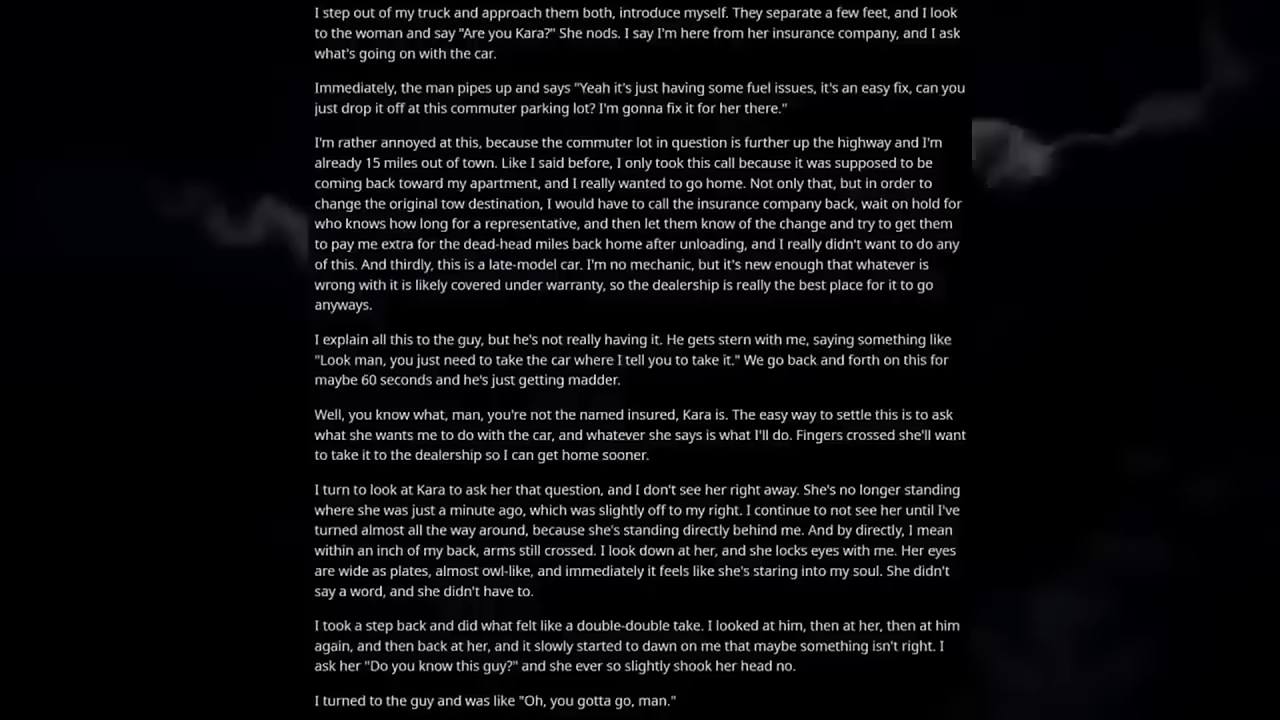 I step out of my truck and approach them both, introduce myself. They separate a few feet, and I look
to the woman and say "Are you Kara?" She nods. I say I'm here from her insurance company, and I ask
what's going on with the car.
Immediately, the man pipes up and says "Yeah it's just having some fuel issues, it's an easy fix, can you
just drop it off at this commuter parking lot? I'm gonna fix it for her there."
I'm rather annoyed at this, because the commuter lot in question is further up the highway and I'm
already 15 miles out of town. Like I said before, I only took this call because it was supposed to be
coming back toward my apartment, and I really wanted to go home. Not only that, but in order to
change the original tow destination, I would have to call the insurance company back, wait on hold for
who knows how long for a representative, and then let them know of the change and try to get them
to pay me extra for the dead-head miles back home after unloading, and I really didn't want to do any
of this. And thirdly, this is a late-model car. I'm no mechanic, but it's new enough that whatever is
wrong with it is likely covered under warranty, so the dealership is really the best place for it to go
anyways.
I explain all this to the guy, but he's not really having it. He gets stern with me, saying something like
"Look man, you just need to take the car where I tell you to take it." We go back and forth on this for
maybe 60 seconds and he's just getting madder.
Well, you know what, man, you're not the named insured, Kara is. The easy way to settle this is to ask
what she wants me to do with the car, and whatever she says is what I'll do. Fingers crossed she'll want
to take it to the dealership so I can get home sooner.
I turn to look at Kara to ask her that question, and I don't see her right away. She's no longer standing
where she was just a minute ago, which was slightly off to my right. I continue to not see her until I've
turned almost all the way around, because she's standing directly behind me. And by directly, I mean
within an inch of my back, arms still crossed. I look down at her, and she locks eyes with me. Her eyes
are wide as plates, almost owl-like, and immediately it feels like she's staring into my soul. She didn't
say a word, and she didn't have to.
I took a step back and did what felt like a double-double take. I looked at him, then at her, then at him
again, and then back at her, and it slowly started to dawn on me that maybe something isn't right. I
ask her "Do you know this guy?" and she ever so slightly shook her head no.
I turned to the guy and was like "Oh, you gotta go, man."